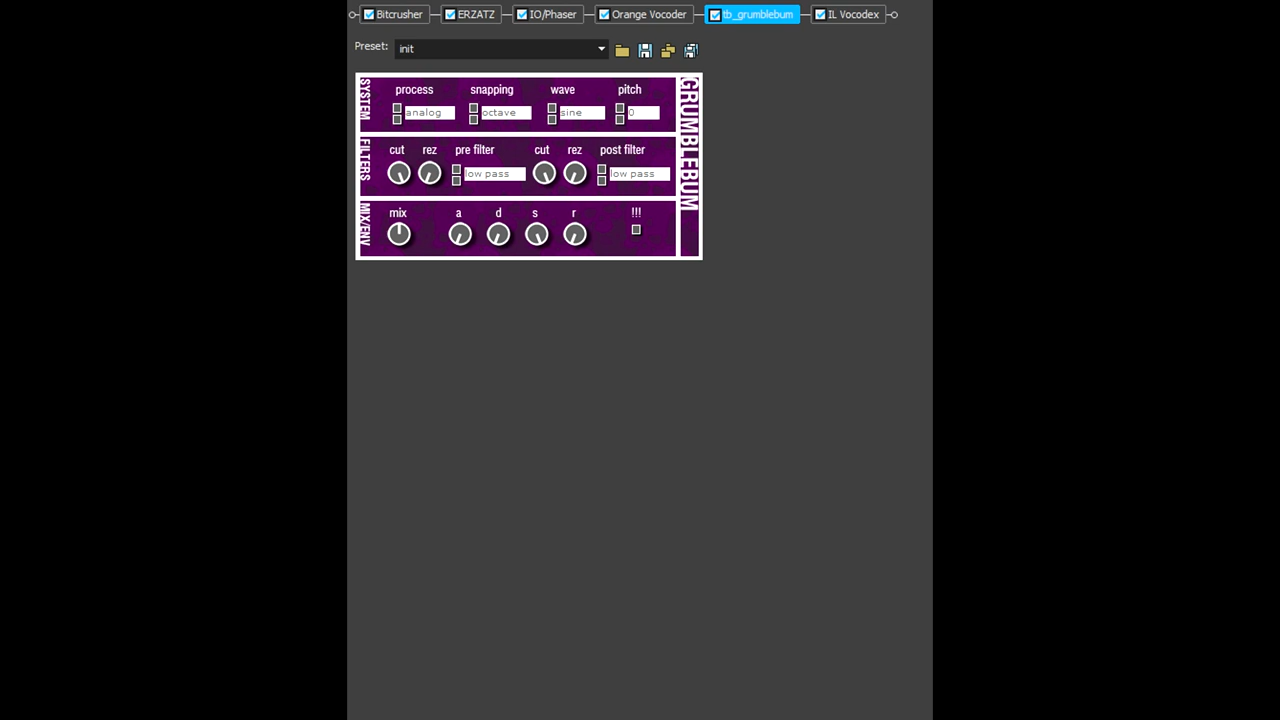 Bitcrusher ERZATZ IO/Phaser Orange Vocoder tb_grumblebum IL Vocodex
Preset: init
SYSTEM process snapping wave pitch
analog octave sine 0
FILTERS cut rez pre filter cut rez post filter
low pass low pass
MIX/ENV mix a d s r !!!
GRUMBLEBUM